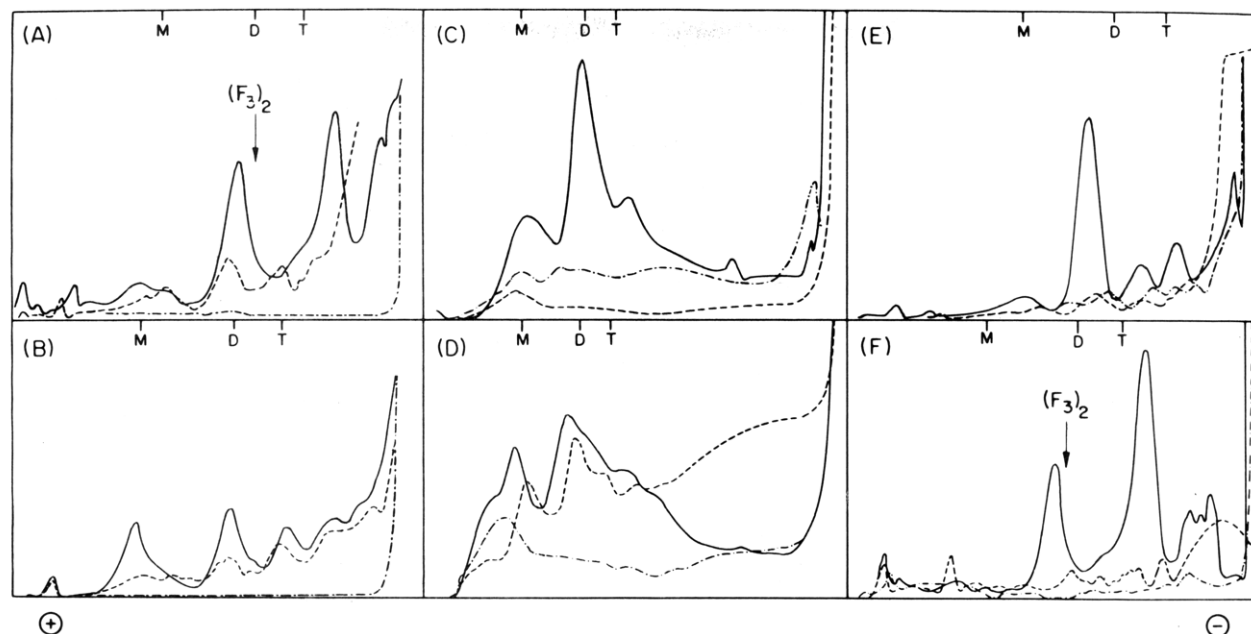 (A) M D T
(F3)2
(C) M D T
(E) M D T
(B) M D T
(D) M D T
(F) M D T
(F3)2
+
−